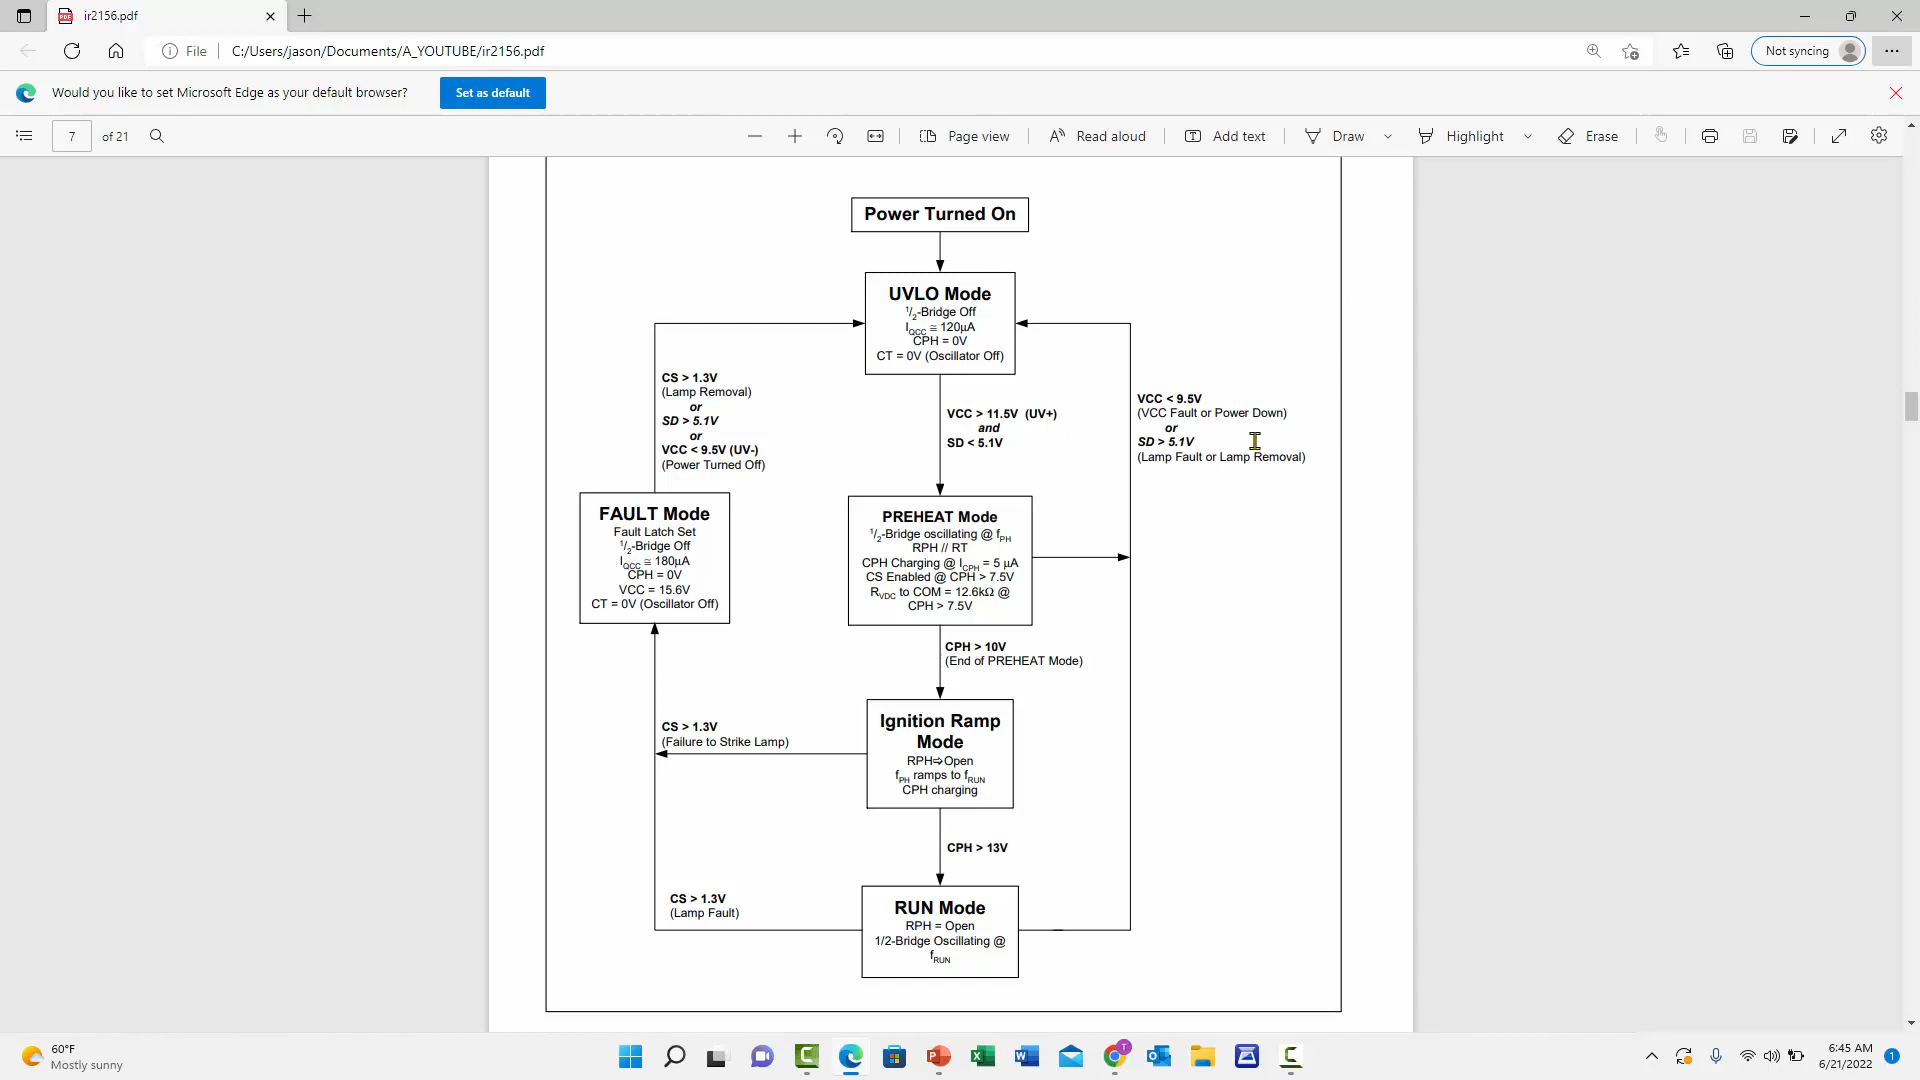 ir2156.pdf
File
C:/Users/jason/Documents/A_YOUTUBE/ir2156.pdf
Not syncing
Would you like to set Microsoft Edge as your default browser?
Set as default
7 of 21
Page view
Read aloud
Add text
Draw
Highlight
Erase
Power Turned On
UVLO Mode
1/2-Bridge Off
IQCC ≅ 120μA
CPH = 0V
CT = 0V (Oscillator Off)
CS > 1.3V
(Lamp Removal)
or
SD > 5.1V
or
VCC < 9.5V (UV-)
(Power Turned Off)
VCC > 11.5V (UV+)
and
SD < 5.1V
VCC < 9.5V
(VCC Fault or Power Down)
or
SD > 5.1V
(Lamp Fault or Lamp Removal)
FAULT Mode
Fault Latch Set
1/2-Bridge Off
IQCC ≅ 180μA
CPH = 0V
VCC = 15.6V
CT = 0V (Oscillator Off)
PREHEAT Mode
1/2-Bridge oscillating @ fPH
RPH // RT
CPH Charging @ ICPH = 5 μA
CS Enabled @ CPH > 7.5V
RVDC to COM = 12.6kΩ @
CPH > 7.5V
CPH > 10V
(End of PREHEAT Mode)
CS > 1.3V
(Failure to Strike Lamp)
Ignition Ramp
Mode
RPH⇨Open
fPH ramps to fRUN
CPH charging
CPH > 13V
CS > 1.3V
(Lamp Fault)
RUN Mode
RPH = Open
1/2-Bridge Oscillating @
fRUN
60°F
Mostly sunny
6:45 AM
6/21/2022
1